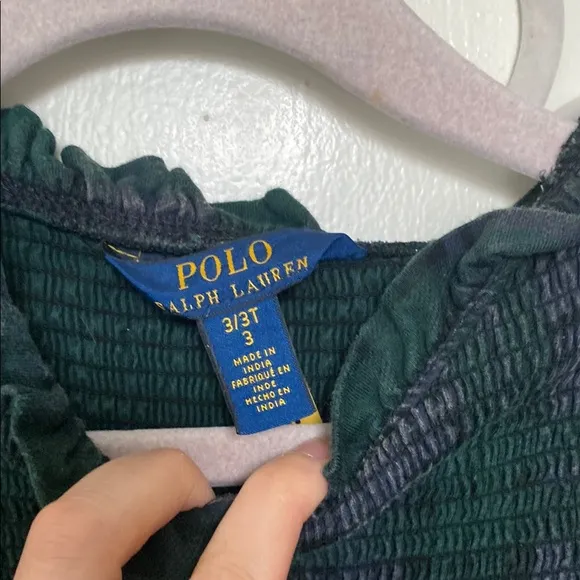 POLO
RALPH LAUREN
3/3T
3
MADE IN
INDIA
FABRIQUÉ EN
INDE
HECHO EN
INDIA